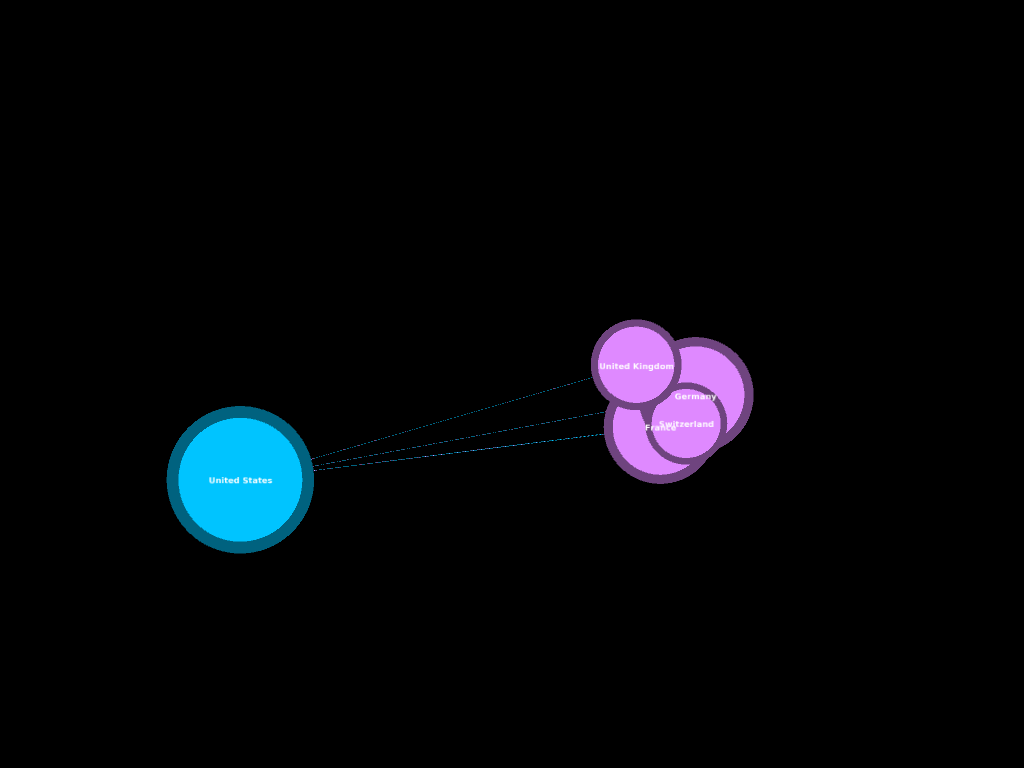 United Kingdom
Germany
Switzerland
France
United States